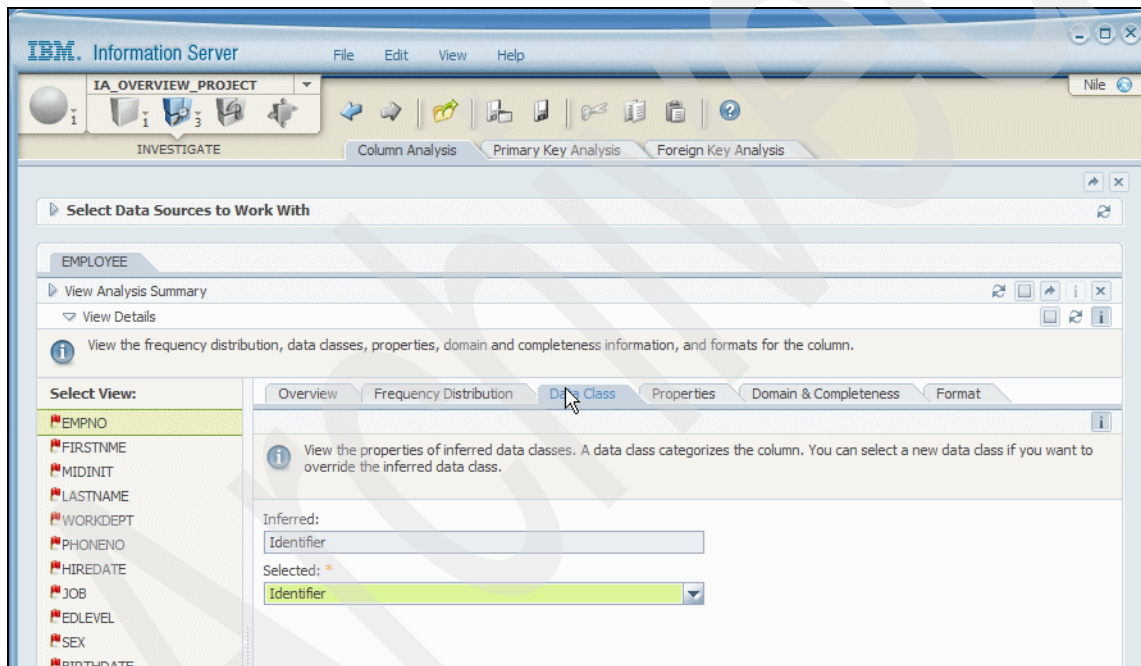 IBM. Information Server File Edit View Help
IA_OVERVIEW_PROJECT Nile
1 1 3
INVESTIGATE Column Analysis Primary Key Analysis Foreign Key Analysis
Select Data Sources to Work With
EMPLOYEE
View Analysis Summary
View Details
View the frequency distribution, data classes, properties, domain and completeness information, and formats for the column.
Select View: Overview Frequency Distribution Data Class Properties Domain & Completeness Format
EMPNO
FIRSTNME View the properties of inferred data classes. A data class categorizes the column. You can select a new data class if you want to
MIDINIT override the inferred data class.
LASTNAME
WORKDEPT Inferred:
PHONENO Identifier
HIREDATE Selected: *
JOB Identifier
EDLEVEL
SEX
BIRTHDATE